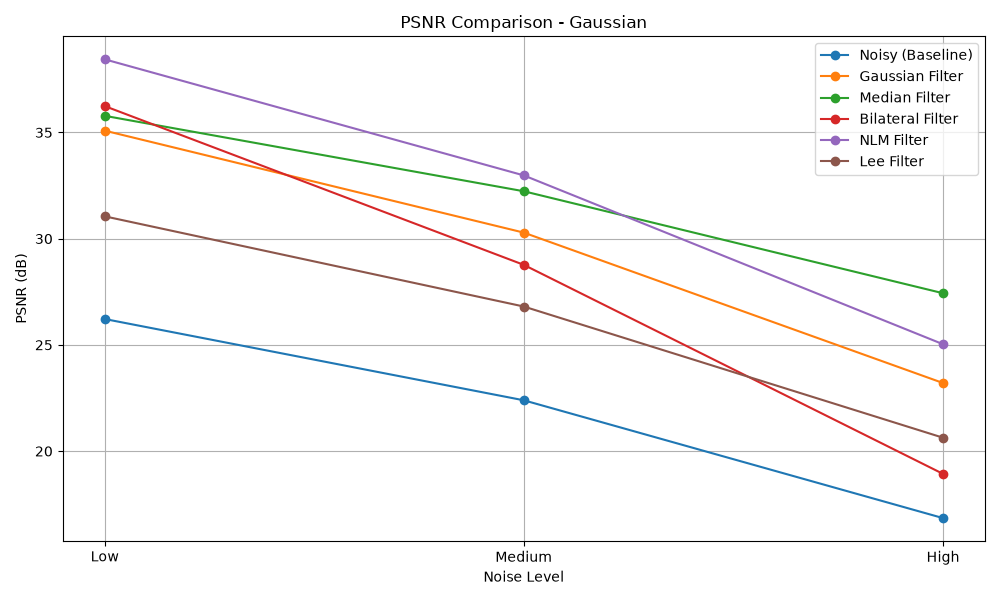 PSNR Comparison - Gaussian
Noisy (Baseline)
Gaussian Filter
Median Filter
Bilateral Filter
NLM Filter
Lee Filter
PSNR (dB)
35
30
25
20
Low Medium High
Noise Level